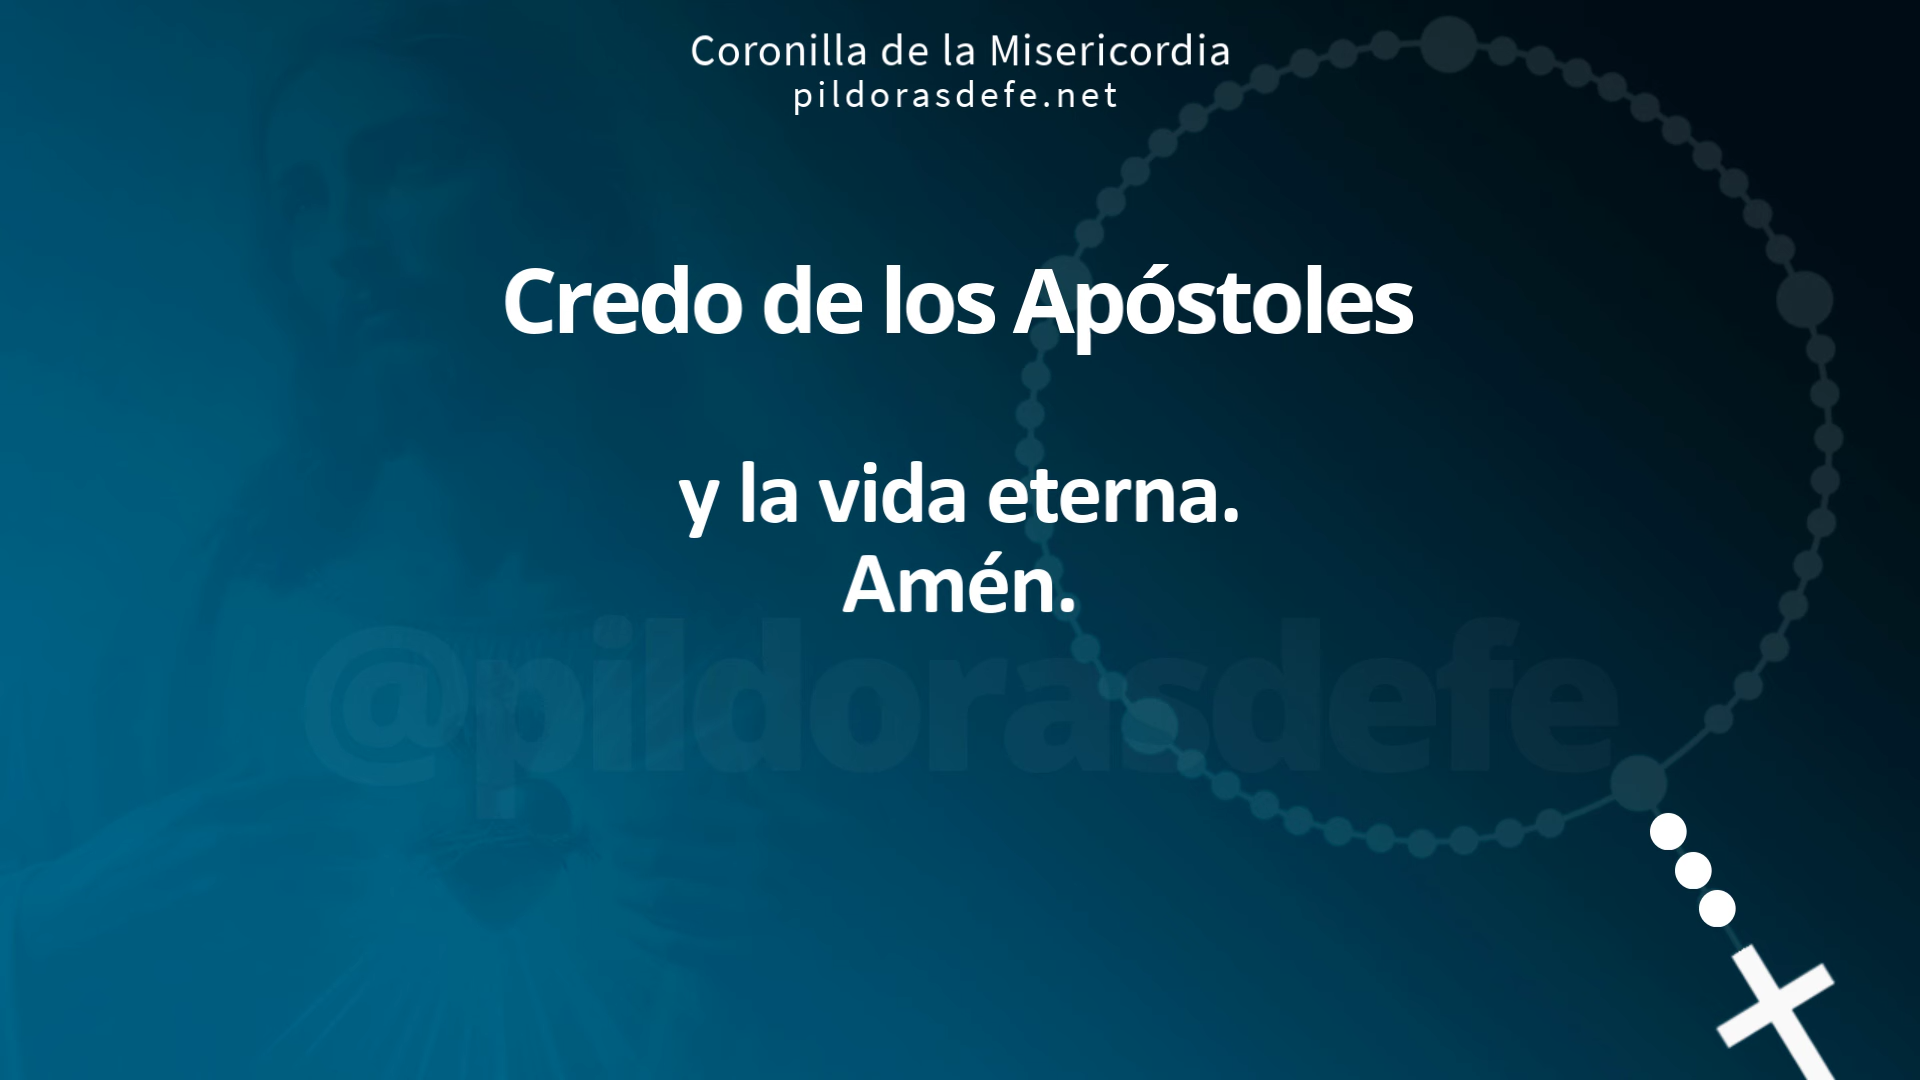 Coronilla de la Misericordia
pildorasdefe.net
Credo de los Apóstoles
y la vida eterna.
Amén.
@pildorasdefe